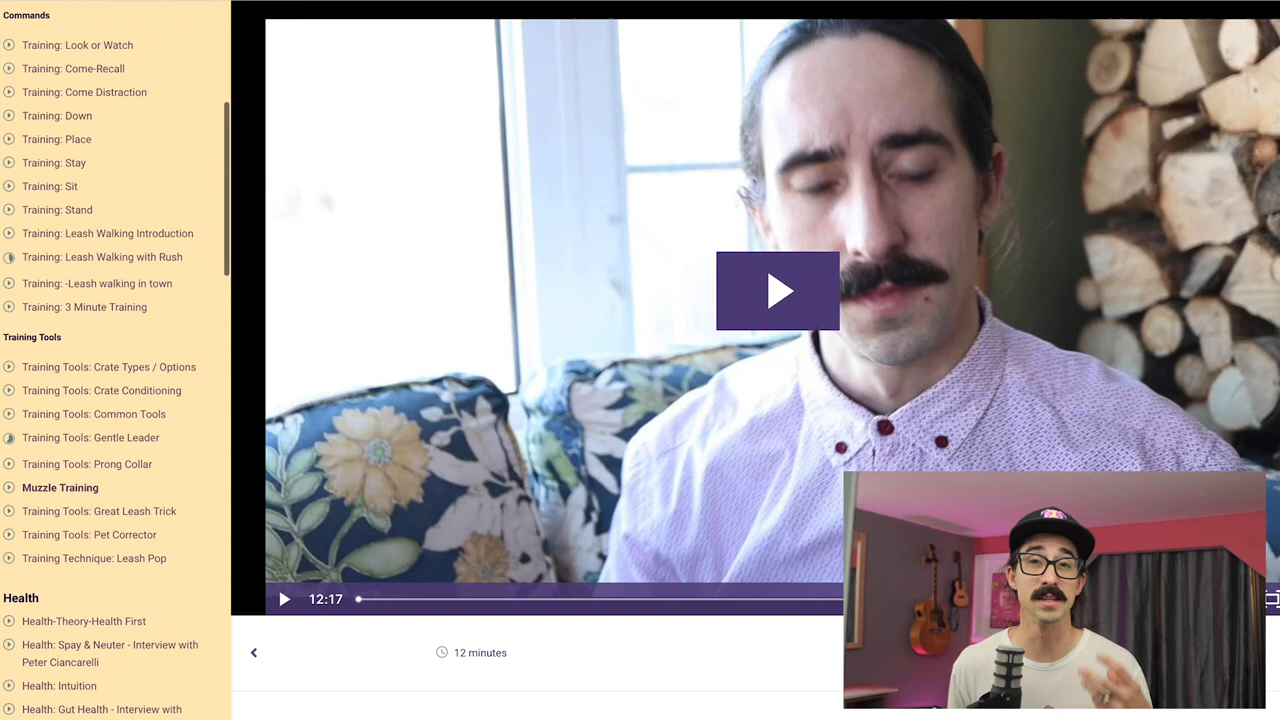 Commands
Training: Look or Watch
Training: Come-Recall
Training: Come Distraction
Training: Down
Training: Place
Training: Stay
Training: Sit
Training: Stand
Training: Leash Walking Introduction
Training: Leash Walking with Rush
Training: -Leash walking in town
Training: 3 Minute Training
Training Tools
Training Tools: Crate Types / Options
Training Tools: Crate Conditioning
Training Tools: Common Tools
Training Tools: Gentle Leader
Training Tools: Prong Collar
Muzzle Training
Training Tools: Great Leash Trick
Training Tools: Pet Corrector
Training Technique: Leash Pop
Health
Health-Theory-Health First
Health: Spay & Neuter - Interview with
Peter Ciancarelli
Health: Intuition
Health: Gut Health - Interview with
12:17
12 minutes